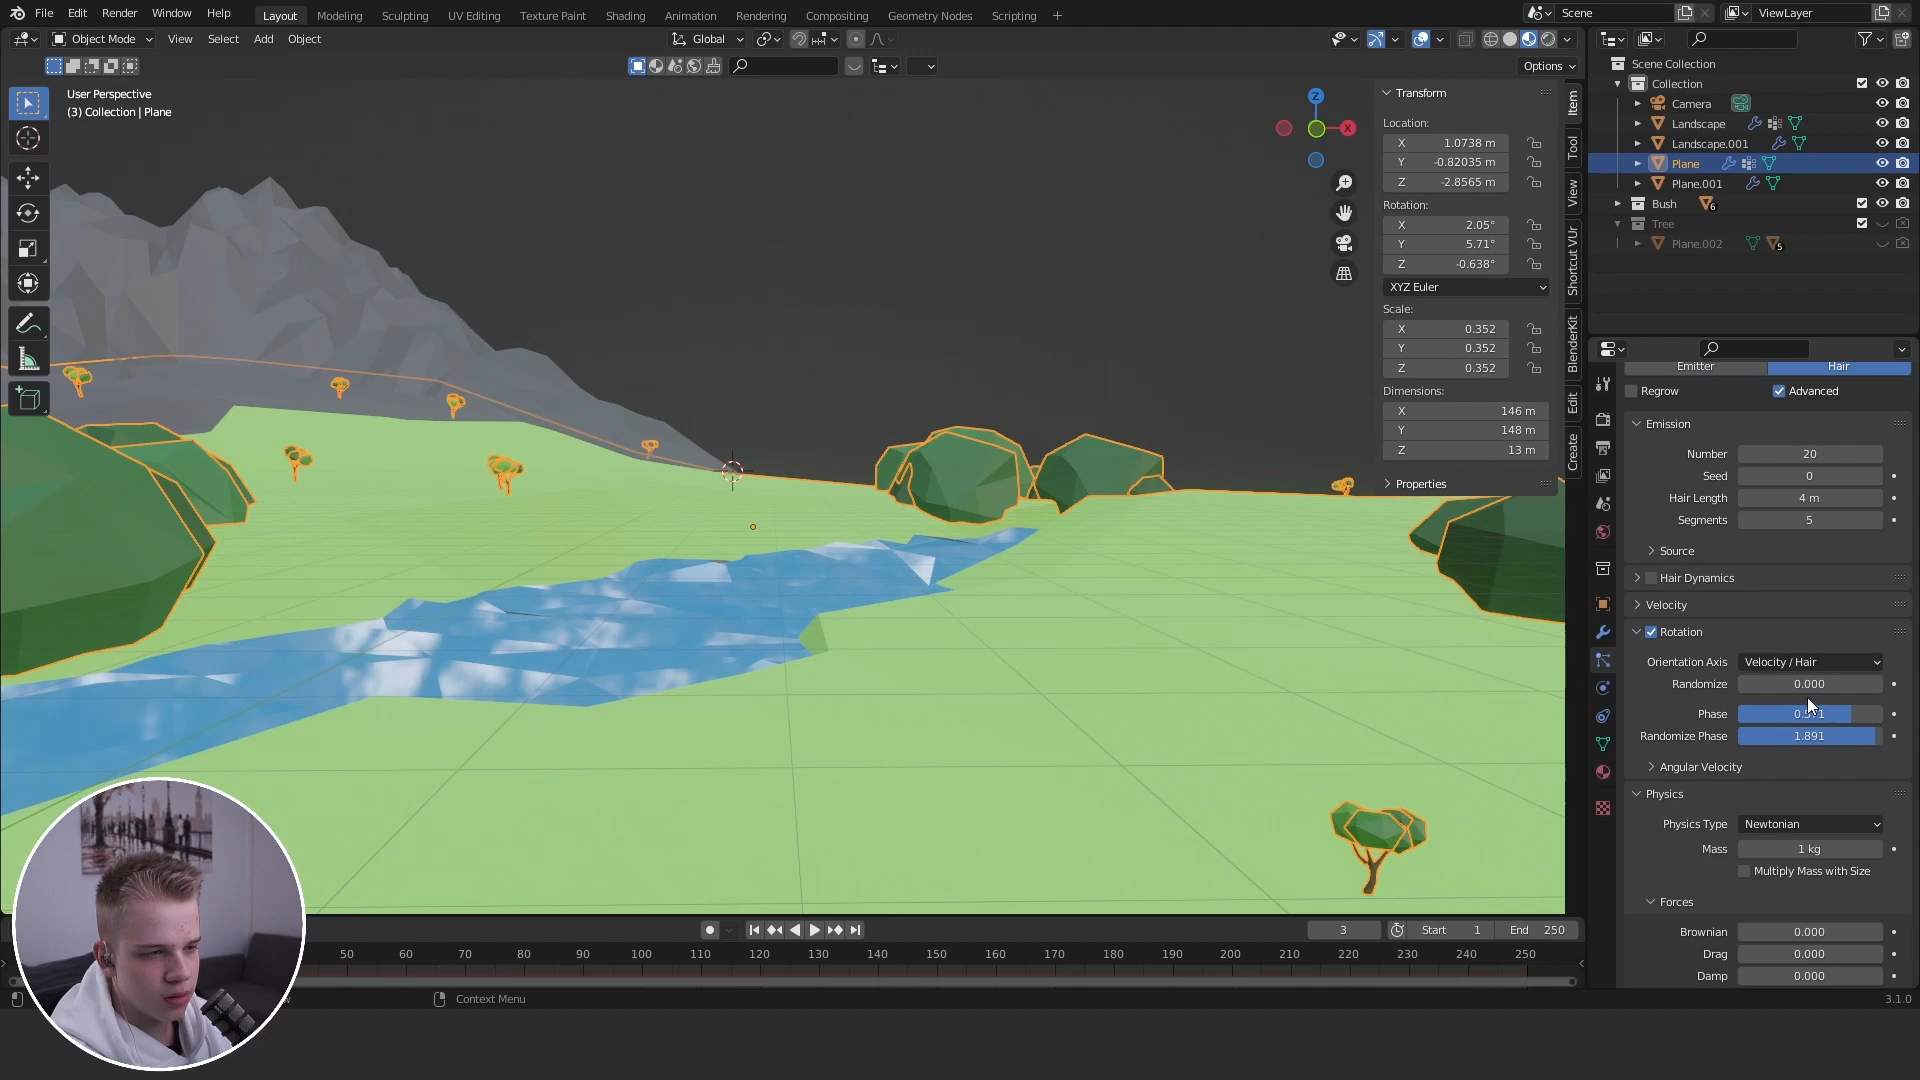 File Edit Render Window Help Layout Modeling Sculpting UV Editing Texture Paint Shading Animation Rendering Compositing Geometry Nodes Scripting + Scene ViewLayer
Object Mode View Select Add Object Global
Options
User Perspective
(3) Collection | Plane
Z
X
Transform
Location:
X 1.0738 m
Y -0.82035 m
Z -2.8565 m
Rotation:
X 2.05°
Y 5.71°
Z -0.638°
XYZ Euler
Scale:
X 0.352
Y 0.352
Z 0.352
Dimensions:
X 146 m
Y 148 m
Z 13 m
Properties
Item
Tool
View
Shortcut VUr
BlenderKit
Edit
Create
Scene Collection
Collection
Camera
Landscape
Landscape.001
Plane
Plane.001
Bush 6
Tree
Plane.002 5
Emitter Hair
Regrow Advanced
Emission
Number 20
Seed 0
Hair Length 4 m
Segments 5
Source
Hair Dynamics
Velocity
Rotation
Orientation Axis Velocity / Hair
Randomize 0.000
Phase
Randomize Phase 1.891
Angular Velocity
Physics
Physics Type Newtonian
Mass 1 kg
Multiply Mass with Size
Forces
Brownian 0.000
Drag 0.000
Damp 0.000
3 Start 1 End 250
50 60 70 80 90 100 110 120 130 140 150 160 170 180 190 200 210 220 230 240 250
Context Menu
3.1.0